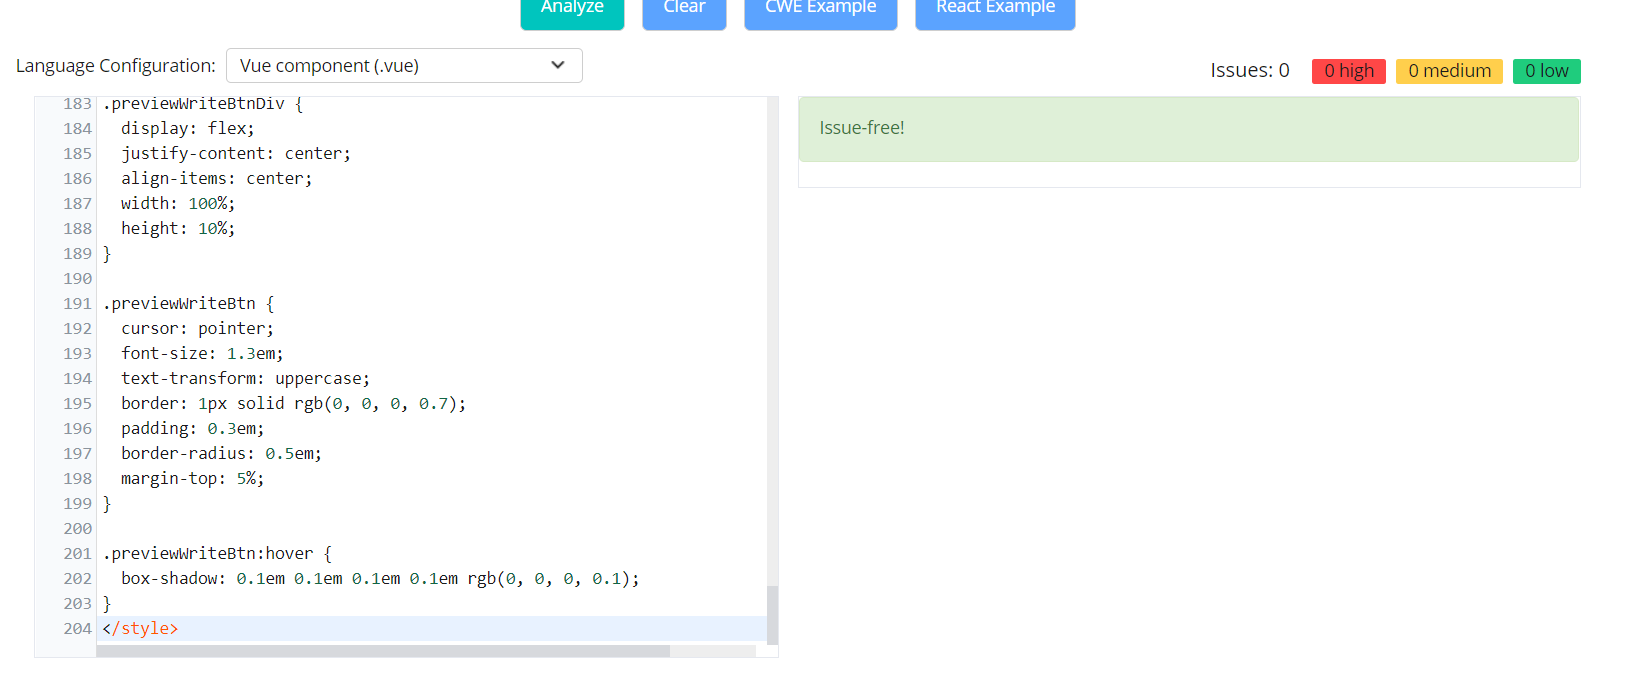 Analyze Clear CWE Example React Example
Language Configuration: Vue component (.vue)
Issues: 0 0 high 0 medium 0 low
183 .previewWriteBtnDiv {
184 display: flex;
185 justify-content: center;
186 align-items: center;
187 width: 100%;
188 height: 10%;
189 }
190
191 .previewWriteBtn {
192 cursor: pointer;
193 font-size: 1.3em;
194 text-transform: uppercase;
195 border: 1px solid rgb(0, 0, 0, 0.7);
196 padding: 0.3em;
197 border-radius: 0.5em;
198 margin-top: 5%;
199 }
200
201 .previewWriteBtn:hover {
202 box-shadow: 0.1em 0.1em 0.1em 0.1em rgb(0, 0, 0, 0.1);
203 }
204 </style>
Issue-free!